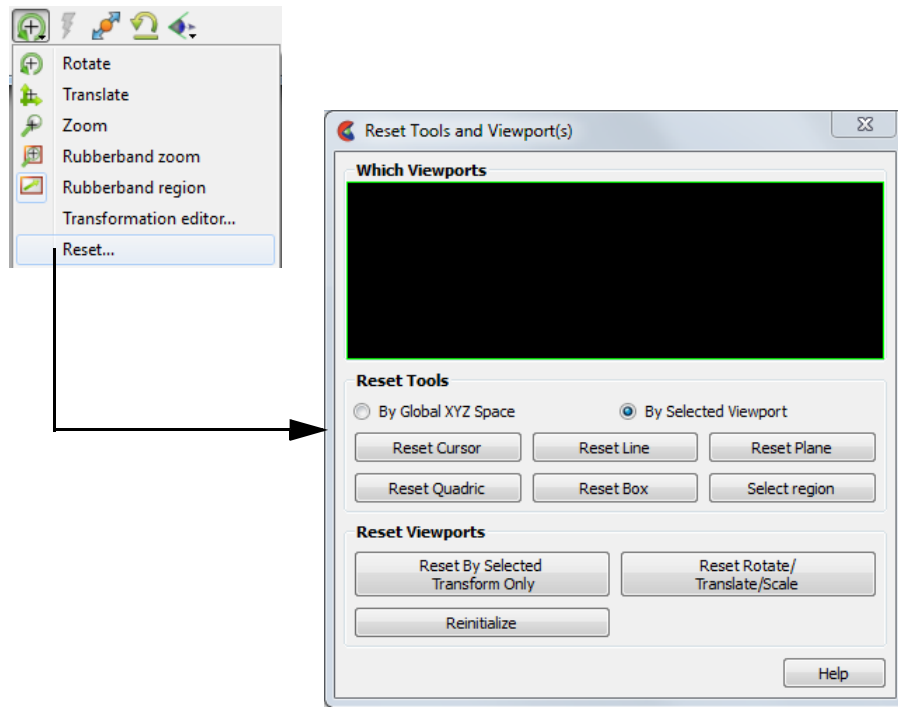 Rotate
Translate
Zoom
Rubberband zoom
Rubberband region
Transformation editor...
Reset...
Reset Tools and Viewport(s)
Which Viewports
Reset Tools
By Global XYZ Space
By Selected Viewport
Reset Cursor
Reset Line
Reset Plane
Reset Quadric
Reset Box
Select region
Reset Viewports
Reset By Selected
Transform Only
Reset Rotate/
Translate/Scale
Reinitialize
Help